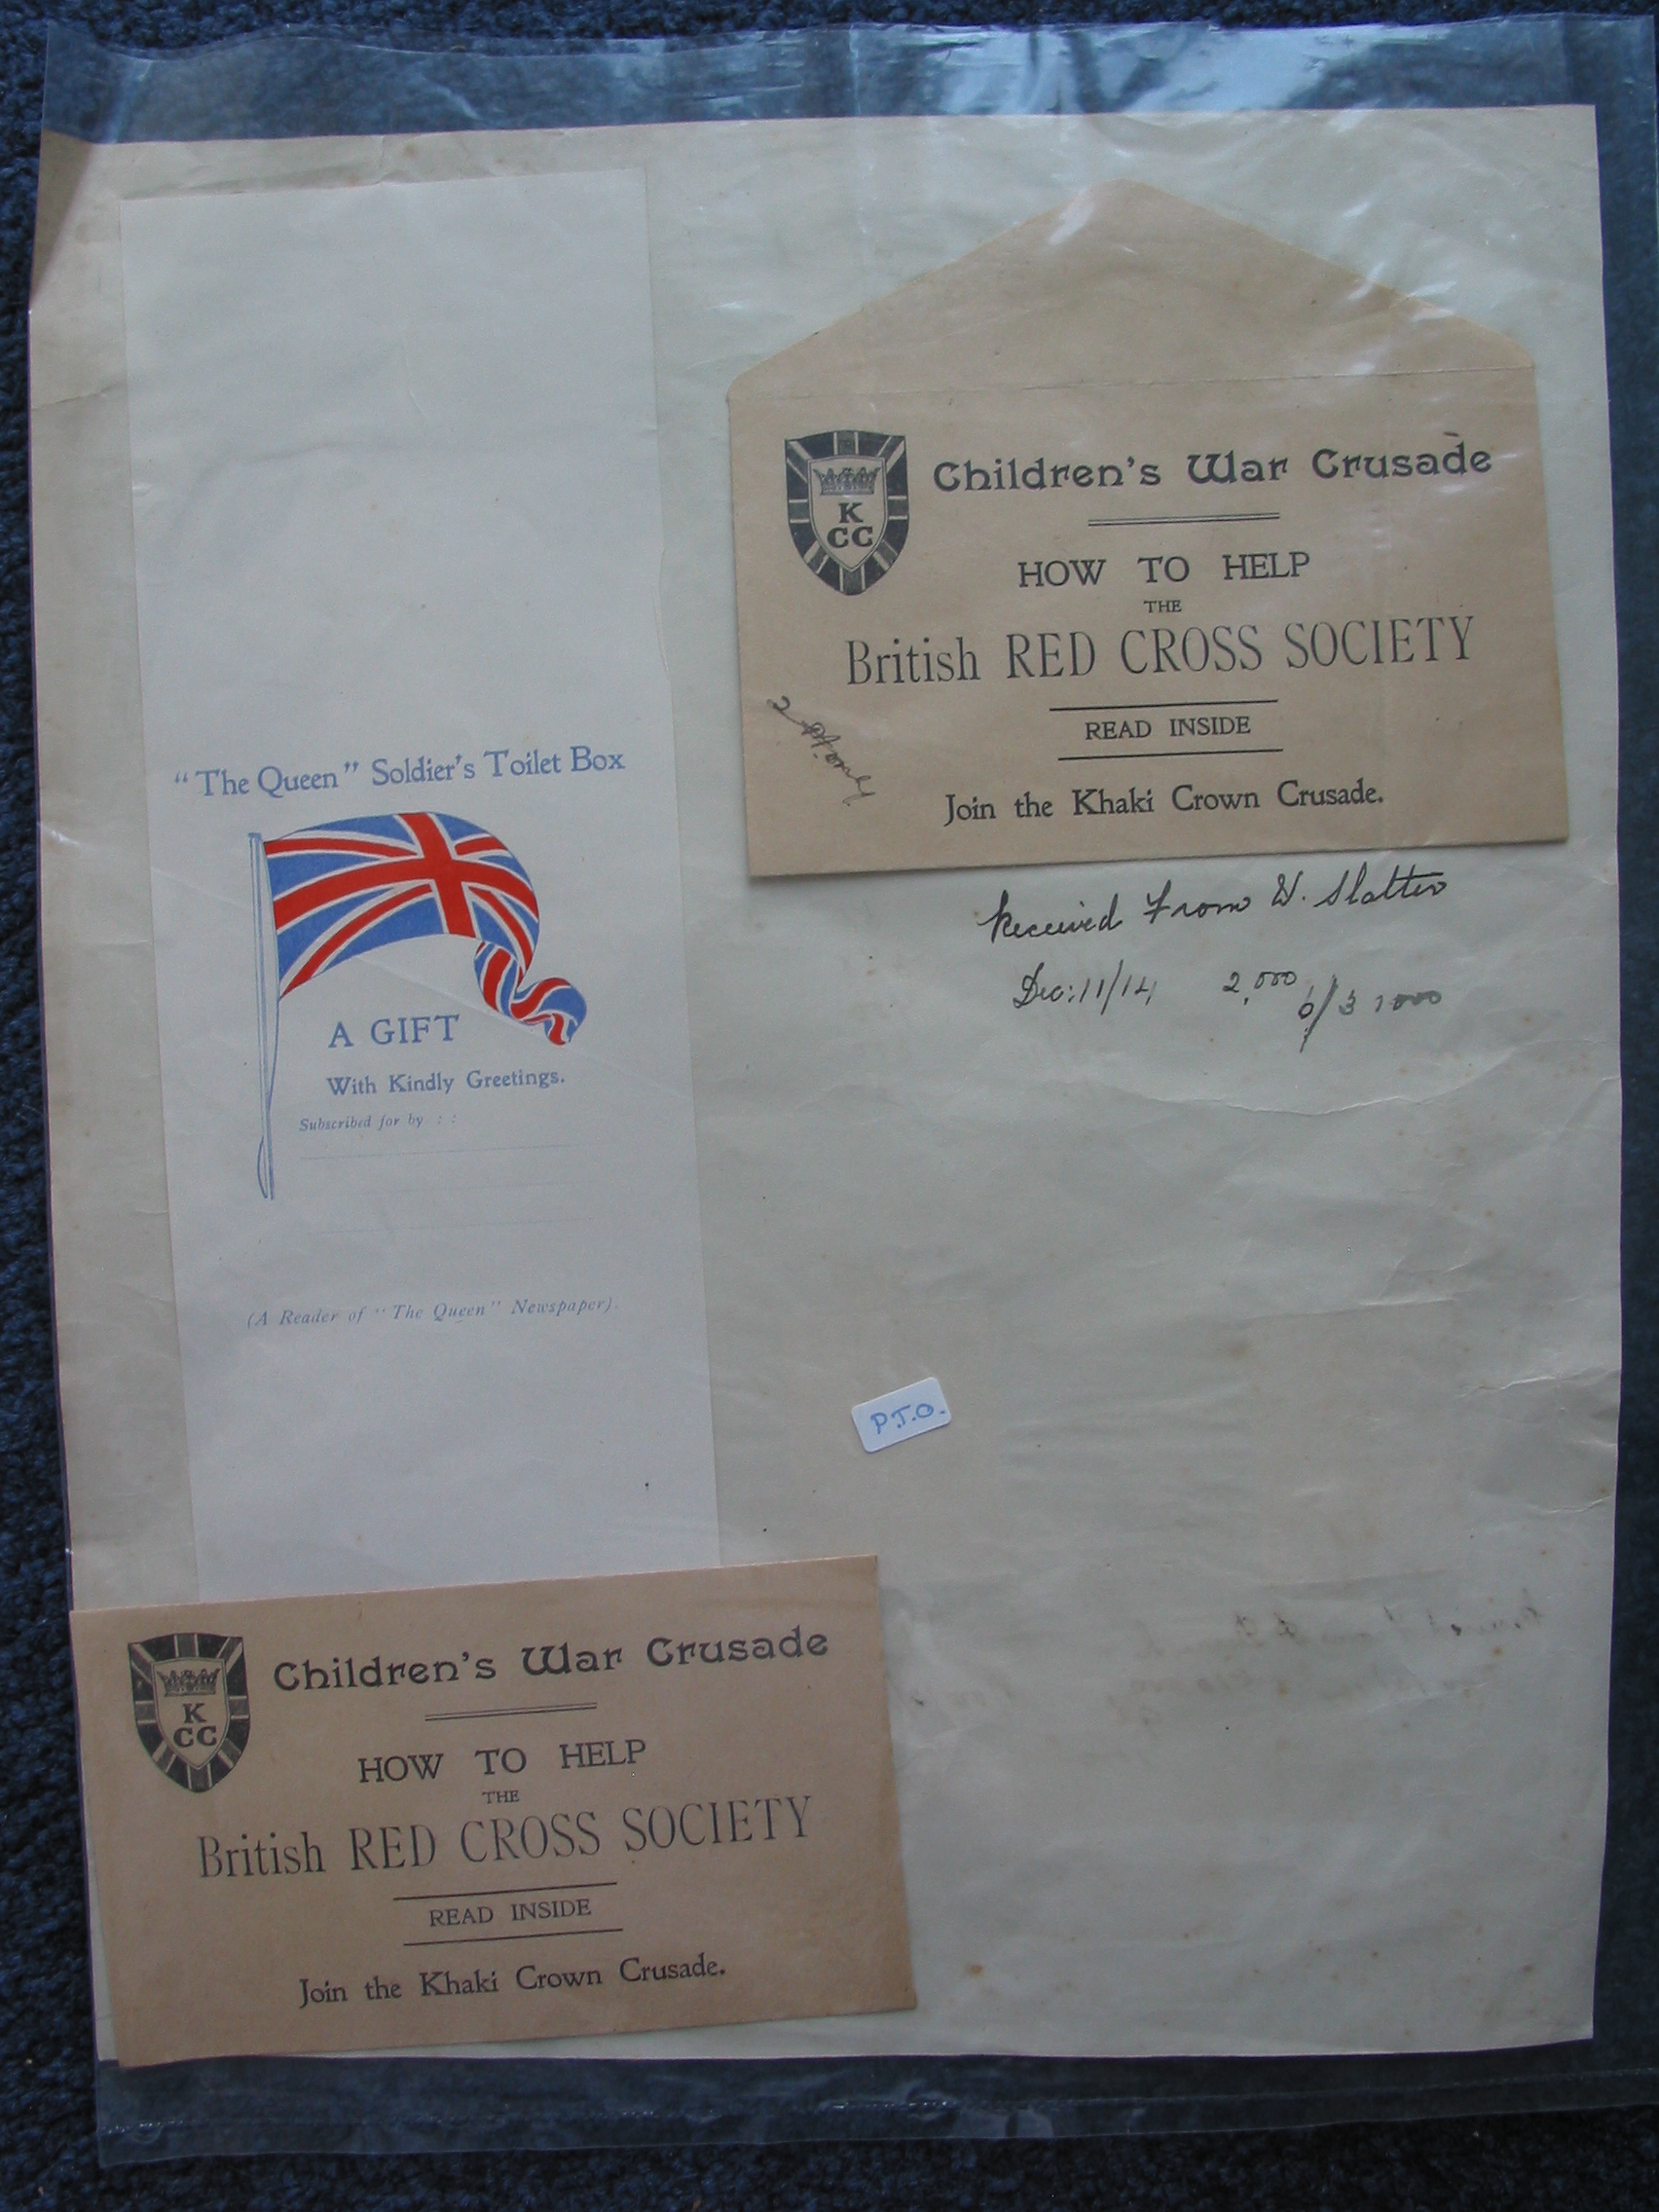 "The Queen" Soldier's Toilet Box
A GIFT
With Kindly Greetings.
Subscribed for by : :
(A Reader of "The Queen" Newspaper).
K
CC
Children's War Crusade
HOW TO HELP
THE
British RED CROSS SOCIETY
READ INSIDE
Join the Khaki Crown Crusade.
Received From W. Slatter
Dec: 11/14 2,000 6/3 1000
P.T.O.
K
CC
Children's War Crusade
HOW TO HELP
THE
British RED CROSS SOCIETY
READ INSIDE
Join the Khaki Crown Crusade.